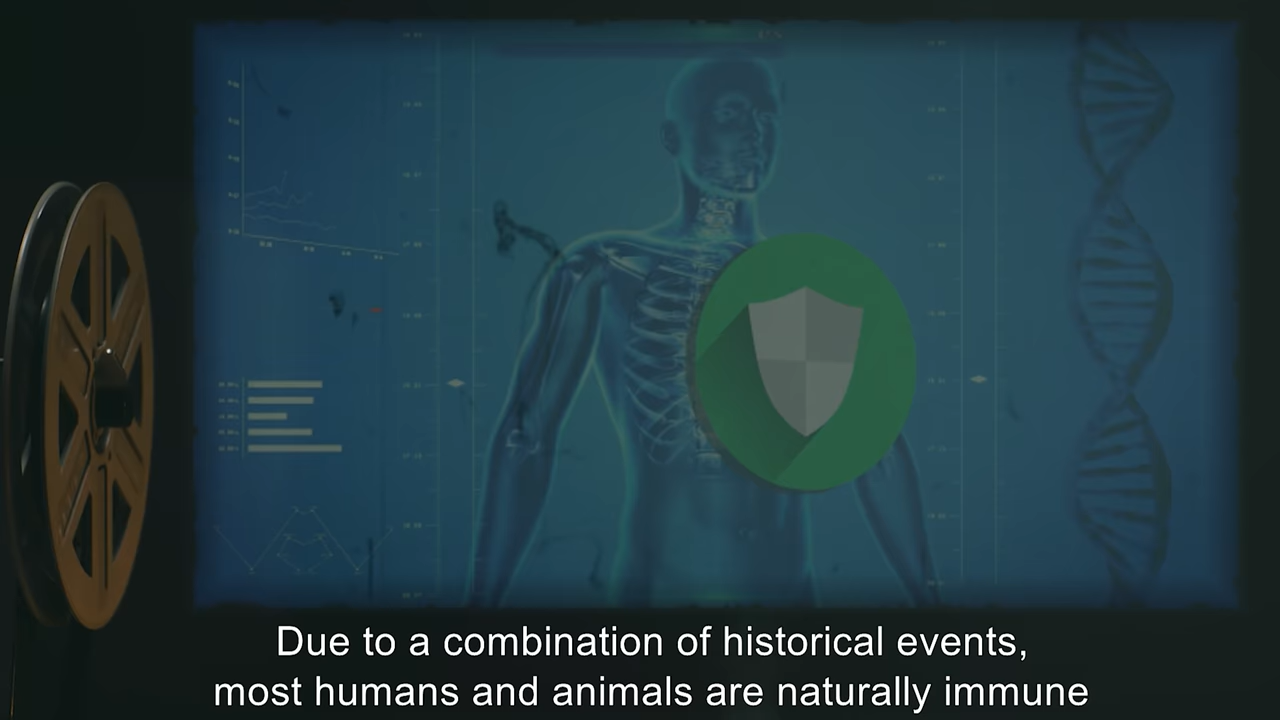 Due to a combination of historical events,
most humans and animals are naturally immune